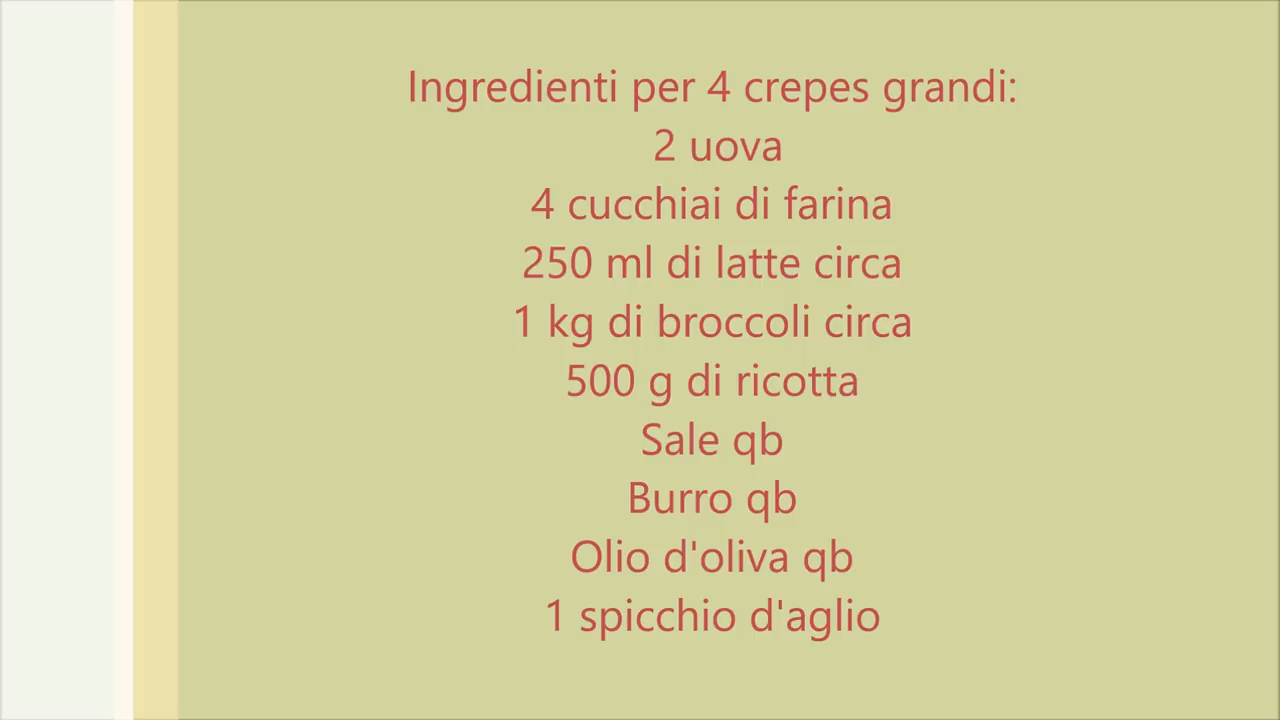 Ingredienti per 4 crepes grandi:
2 uova
4 cucchiai di farina
250 ml di latte circa
1 kg di broccoli circa
500 g di ricotta
Sale qb
Burro qb
Olio d'oliva qb
1 spicchio d'aglio